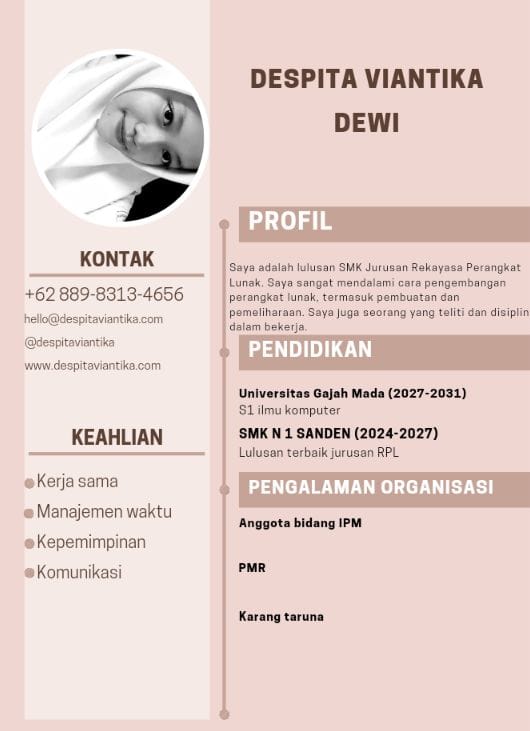 DESPITA VIANTIKA
DEWI
KONTAK
+62 889-8313-4656
hello@despitaviantika.com
@despitaviantika
www.despitaviantika.com
KEAHLIAN
Kerja sama
Manajemen waktu
Kepemimpinan
Komunikasi
PROFIL
Saya adalah lulusan SMK Jurusan Rekayasa Perangkat
Lunak. Saya sangat mendalami cara pengembangan
perangkat lunak, termasuk pembuatan dan
pemeliharaan. Saya juga seorang yang teliti dan disiplin
dalam bekerja.
PENDIDIKAN
Universitas Gajah Mada (2027-2031)
S1 ilmu komputer
SMK N 1 SANDEN (2024-2027)
Lulusan terbaik jurusan RPL
PENGALAMAN ORGANISASI
Anggota bidang IPM
PMR
Karang taruna